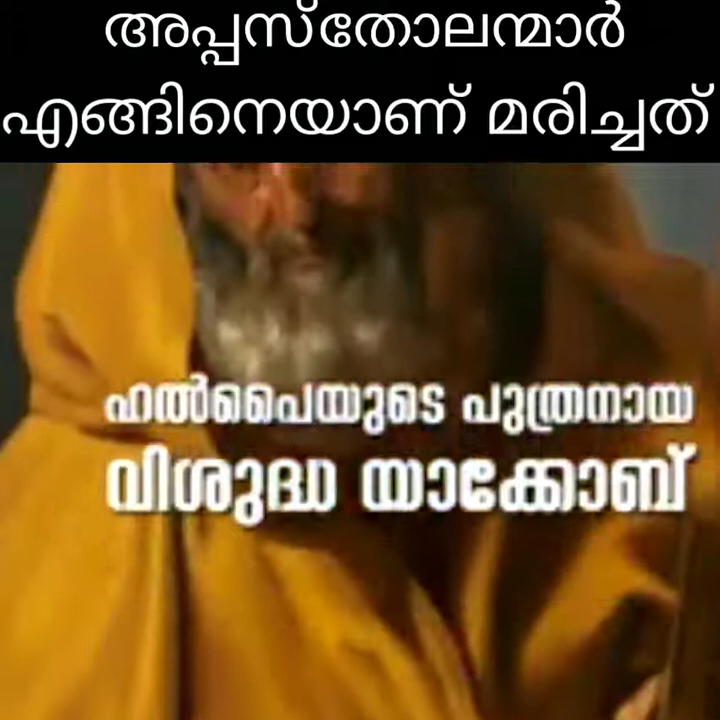 അപ്പസ്തോലന്മാർ
എങ്ങിനെയാണ് മരിച്ചത്
ഹൽപൈയുടെ പുത്രനായ
വിശുദ്ധ യാക്കോബ്